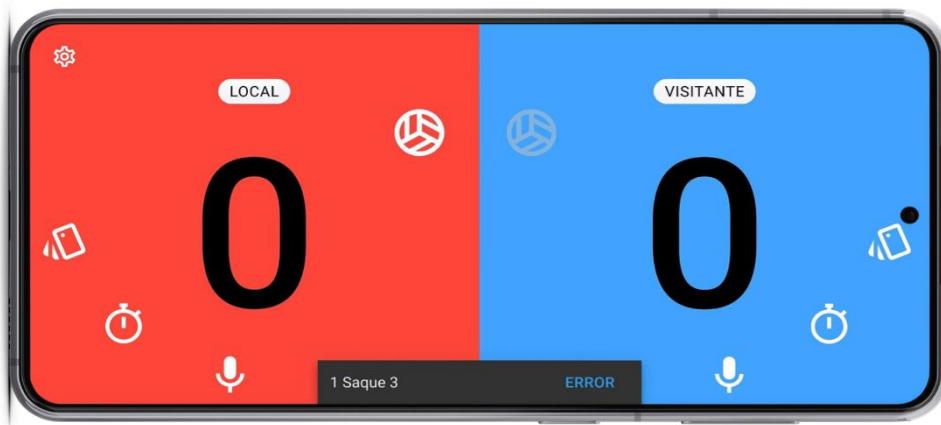 LOCAL
VISITANTE
0
0
1 Saque 3
ERROR